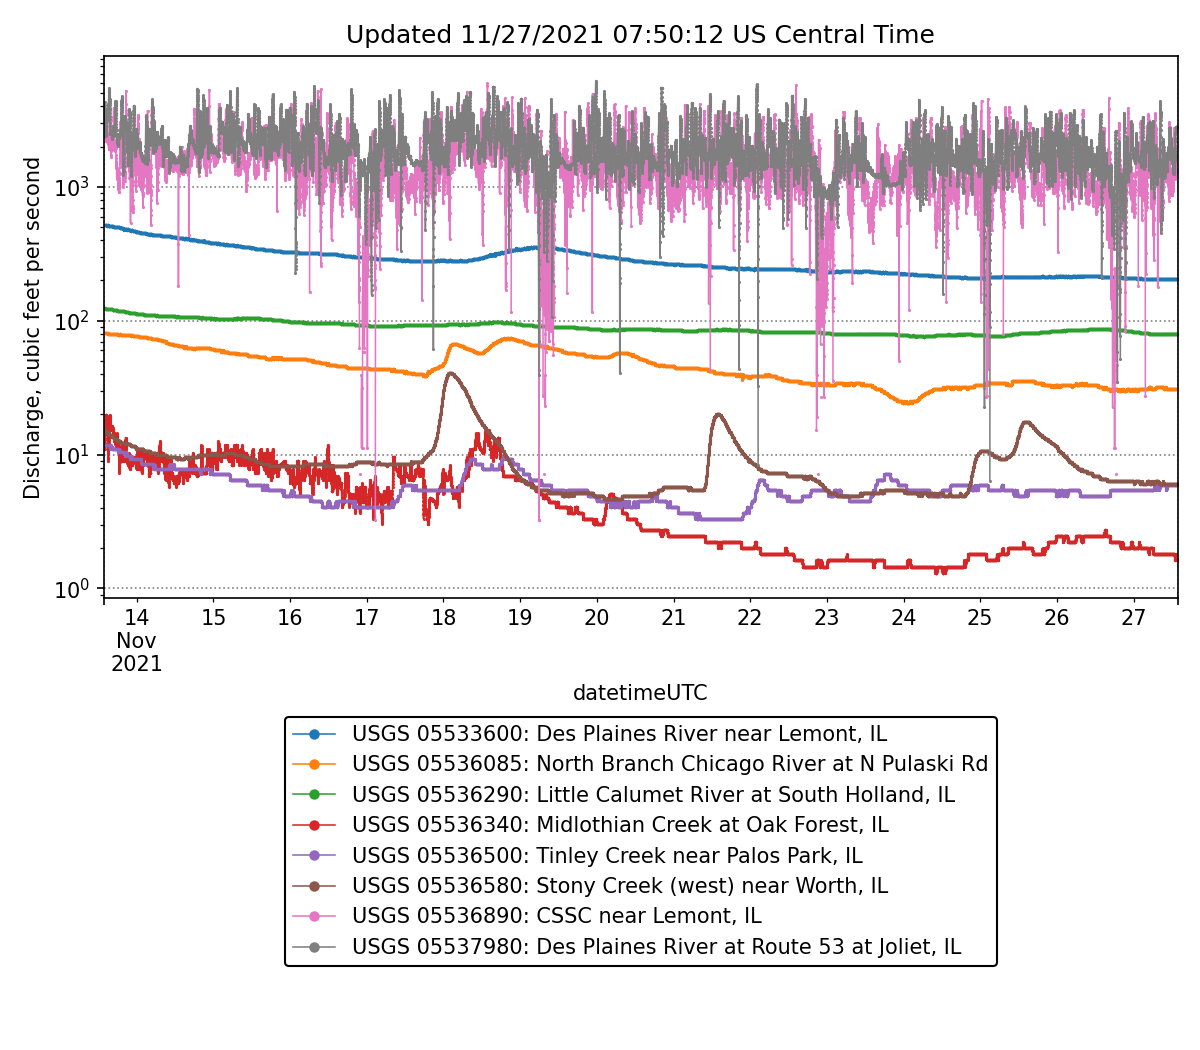 Updated 11/27/2021 07:50:12 US Central Time
Discharge, cubic feet per second
10³
10²
10¹
10⁰
14 15 16 17 18 19 20 21 22 23 24 25 26 27
Nov
2021
datetimeUTC
USGS 05533600: Des Plaines River near Lemont, IL
USGS 05536085: North Branch Chicago River at N Pulaski Rd
USGS 05536290: Little Calumet River at South Holland, IL
USGS 05536340: Midlothian Creek at Oak Forest, IL
USGS 05536500: Tinley Creek near Palos Park, IL
USGS 05536580: Stony Creek (west) near Worth, IL
USGS 05536890: CSSC near Lemont, IL
USGS 05537980: Des Plaines River at Route 53 at Joliet, IL